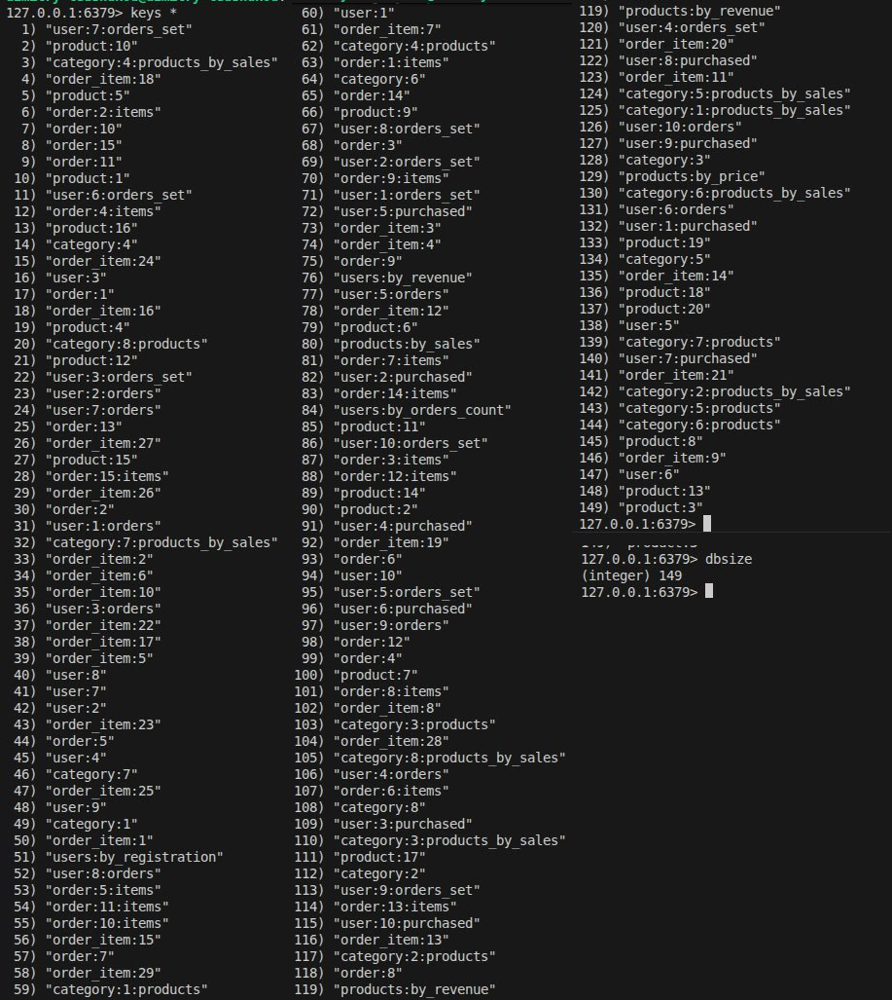 127.0.0.1:6379> keys *
1) "user:7:orders_set"
2) "product:10"
3) "category:4:products_by_sales"
4) "order_item:18"
5) "product:5"
6) "order:2:items"
7) "order:10"
8) "order:15"
9) "order:11"
10) "product:1"
11) "user:6:orders_set"
12) "order:4:items"
13) "product:16"
14) "category:4"
15) "order_item:24"
16) "user:3"
17) "order:1"
18) "order_item:16"
19) "product:4"
20) "category:8:products"
21) "product:12"
22) "user:3:orders_set"
23) "user:2:orders"
24) "user:7:orders"
25) "order:13"
26) "order_item:27"
27) "product:15"
28) "order:15:items"
29) "order_item:26"
30) "order:2"
31) "user:1:orders"
32) "category:7:products_by_sales"
33) "order_item:2"
34) "order_item:6"
35) "order_item:10"
36) "user:3:orders"
37) "order_item:22"
38) "order_item:17"
39) "order_item:5"
40) "user:8"
41) "user:7"
42) "user:2"
43) "order_item:23"
44) "order:5"
45) "user:4"
46) "category:7"
47) "order_item:25"
48) "user:9"
49) "category:1"
50) "order_item:1"
51) "users:by_registration"
52) "user:8:orders"
53) "order:5:items"
54) "order:11:items"
55) "order:10:items"
56) "order_item:15"
57) "order:7"
58) "order_item:29"
59) "category:1:products"
60) "user:1"
61) "order_item:7"
62) "category:4:products"
63) "order:1:items"
64) "category:6"
65) "order:14"
66) "product:9"
67) "user:8:orders_set"
68) "order:3"
69) "user:2:orders_set"
70) "order:9:items"
71) "user:1:orders_set"
72) "user:5:purchased"
73) "order_item:3"
74) "order_item:4"
75) "order:9"
76) "users:by_revenue"
77) "user:5:orders"
78) "order_item:12"
79) "product:6"
80) "products:by_sales"
81) "order:7:items"
82) "user:2:purchased"
83) "order:14:items"
84) "users:by_orders_count"
85) "product:11"
86) "user:10:orders_set"
87) "order:3:items"
88) "order:12:items"
89) "product:14"
90) "product:2"
91) "user:4:purchased"
92) "order_item:19"
93) "order:6"
94) "user:10"
95) "user:5:orders_set"
96) "user:6:purchased"
97) "user:9:orders"
98) "order:12"
99) "order:4"
100) "product:7"
101) "order:8:items"
102) "order_item:8"
103) "category:3:products"
104) "order_item:28"
105) "category:8:products_by_sales"
106) "user:4:orders"
107) "order:6:items"
108) "category:8"
109) "user:3:purchased"
110) "category:3:products_by_sales"
111) "product:17"
112) "category:2"
113) "user:9:orders_set"
114) "order:13:items"
115) "user:10:purchased"
116) "order_item:13"
117) "category:2:products"
118) "order:8"
119) "products:by_revenue"
119) "products:by_revenue"
120) "user:4:orders_set"
121) "order_item:20"
122) "user:8:purchased"
123) "order_item:11"
124) "category:5:products_by_sales"
125) "category:1:products_by_sales"
126) "user:10:orders"
127) "user:9:purchased"
128) "category:3"
129) "products:by_price"
130) "category:6:products_by_sales"
131) "user:6:orders"
132) "user:1:purchased"
133) "product:19"
134) "category:5"
135) "order_item:14"
136) "product:18"
137) "product:20"
138) "user:5"
139) "category:7:products"
140) "user:7:purchased"
141) "order_item:21"
142) "category:2:products_by_sales"
143) "category:5:products"
144) "category:6:products"
145) "product:8"
146) "order_item:9"
147) "user:6"
148) "product:13"
149) "product:3"
127.0.0.1:6379>
127.0.0.1:6379> dbsize
(integer) 149
127.0.0.1:6379>